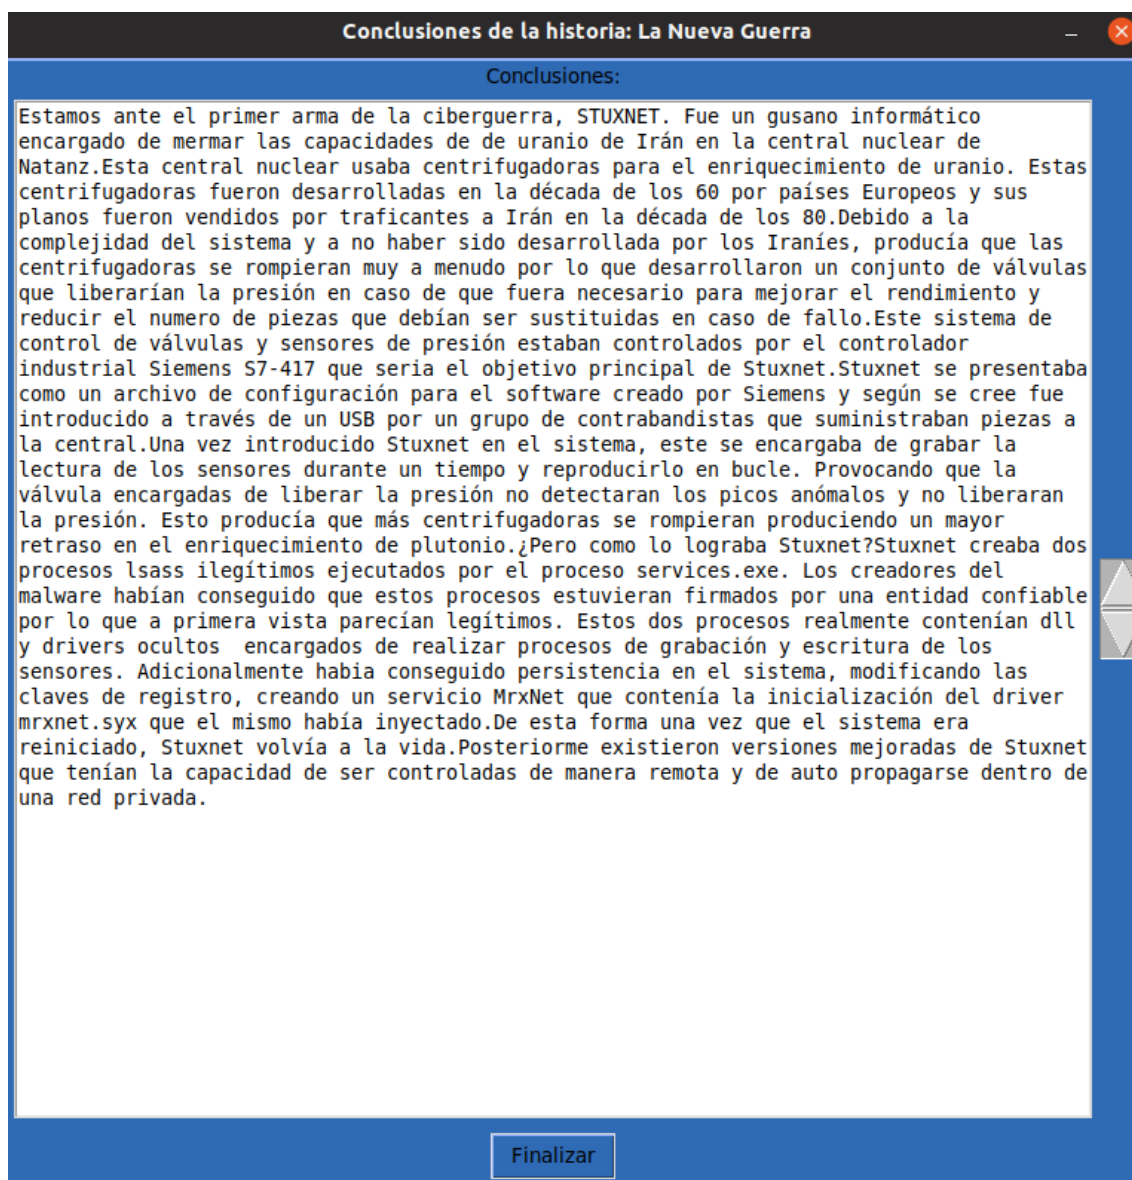 Conclusiones de la historia: La Nueva Guerra
Conclusiones:
Estamos ante el primer arma de la ciberguerra, STUXNET. Fue un gusano informático
encargado de mermar las capacidades de de uranio de Irán en la central nuclear de
Natanz.Esta central nuclear usaba centrifugadoras para el enriquecimiento de uranio. Estas
centrifugadoras fueron desarrolladas en la década de los 60 por países Europeos y sus
planos fueron vendidos por traficantes a Irán en la década de los 80.Debido a la
complejidad del sistema y a no haber sido desarrollada por los Iraníes, producía que las
centrifugadoras se rompieran muy a menudo por lo que desarrollaron un conjunto de válvulas
que liberarían la presión en caso de que fuera necesario para mejorar el rendimiento y
reducir el numero de piezas que debían ser sustituidas en caso de fallo.Este sistema de
control de válvulas y sensores de presión estaban controlados por el controlador
industrial Siemens S7-417 que seria el objetivo principal de Stuxnet.Stuxnet se presentaba
como un archivo de configuración para el software creado por Siemens y según se cree fue
introducido a través de un USB por un grupo de contrabandistas que suministraban piezas a
la central.Una vez introducido Stuxnet en el sistema, este se encargaba de grabar la
lectura de los sensores durante un tiempo y reproducirlo en bucle. Provocando que la
válvula encargadas de liberar la presión no detectaran los picos anómalos y no liberaran
la presión. Esto producía que más centrifugadoras se rompieran produciendo un mayor
retraso en el enriquecimiento de plutonio.¿Pero como lo lograba Stuxnet?Stuxnet creaba dos
procesos lsass ilegítimos ejecutados por el proceso services.exe. Los creadores del
malware habían conseguido que estos procesos estuvieran firmados por una entidad confiable
por lo que a primera vista parecían legítimos. Estos dos procesos realmente contenían dll
y drivers ocultos  encargados de realizar procesos de grabación y escritura de los
sensores. Adicionalmente habia conseguido persistencia en el sistema, modificando las
claves de registro, creando un servicio MrxNet que contenía la inicialización del driver
mrxnet.syx que el mismo había inyectado.De esta forma una vez que el sistema era
reiniciado, Stuxnet volvía a la vida.Posteriorme existieron versiones mejoradas de Stuxnet
que tenían la capacidad de ser controladas de manera remota y de auto propagarse dentro de
una red privada.
Finalizar